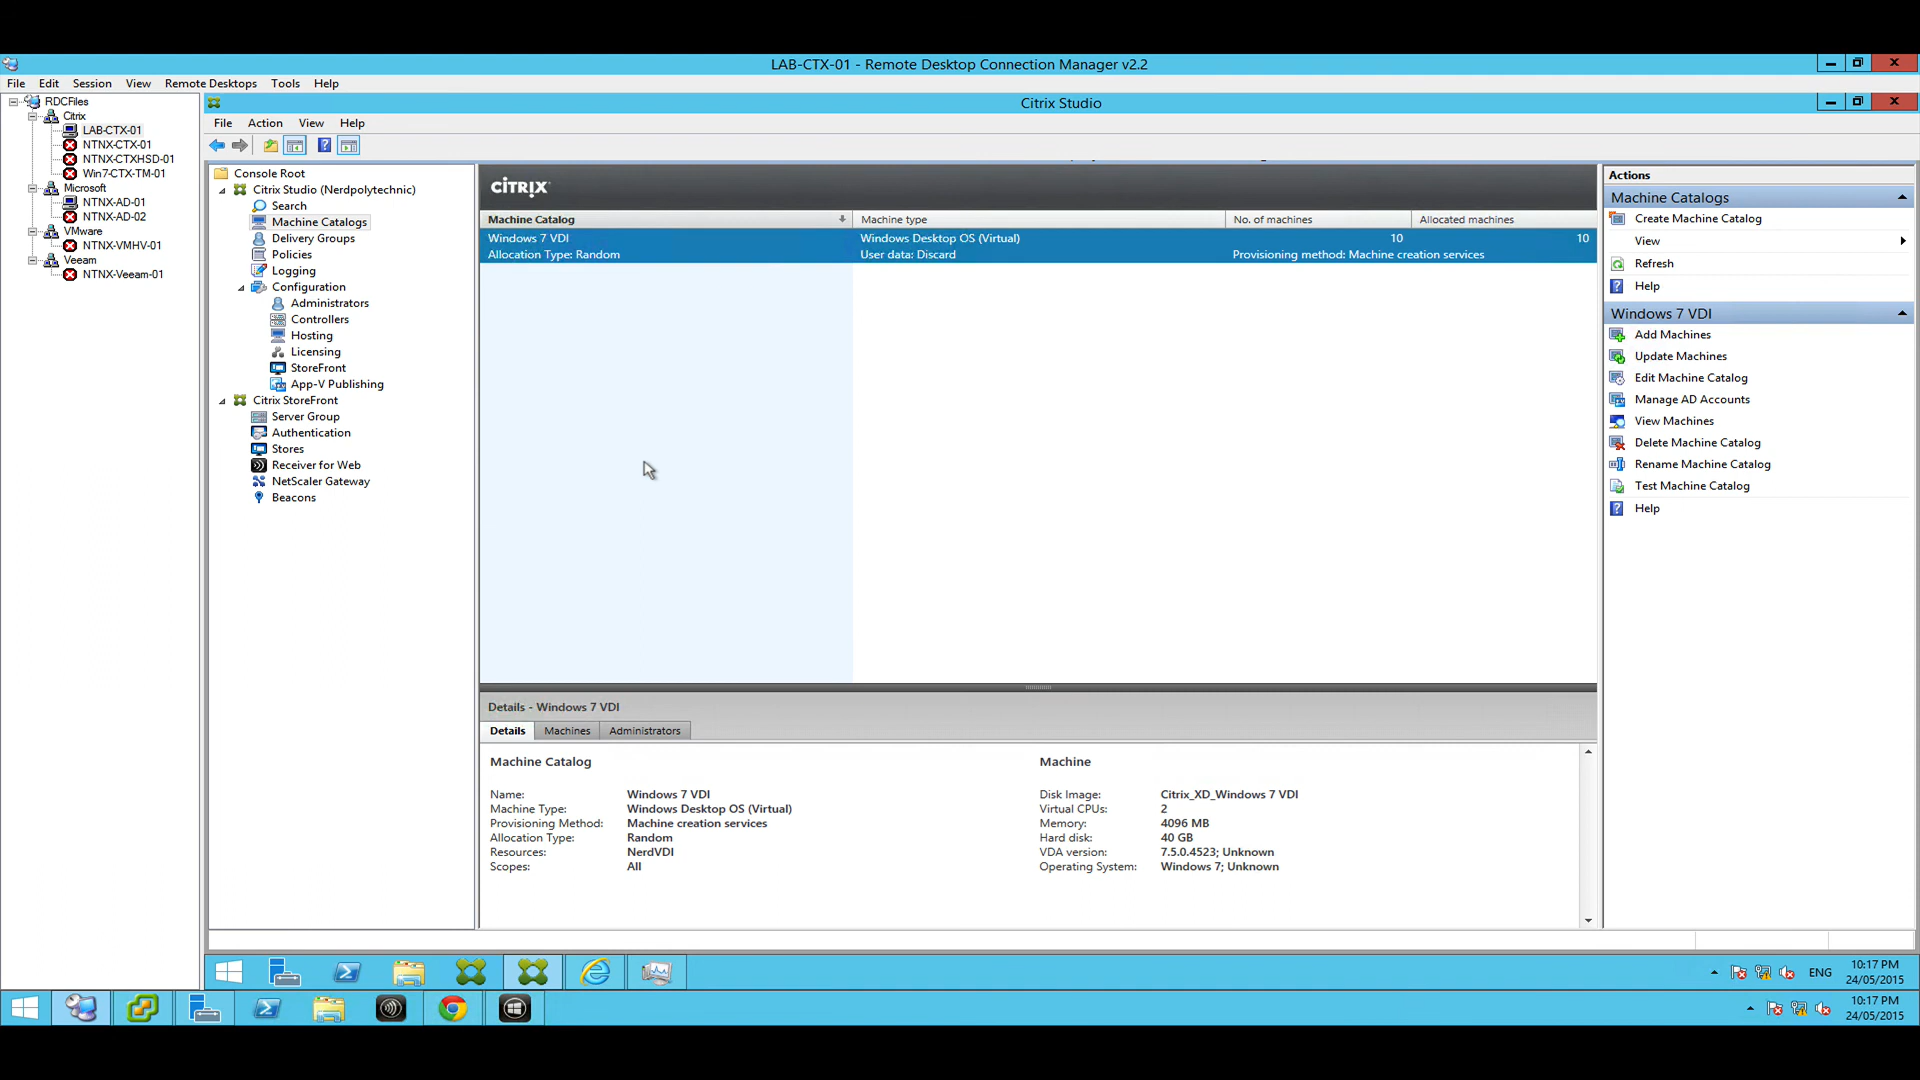 LAB-CTX-01 - Remote Desktop Connection Manager v2.2
File Edit Session View Remote Desktops Tools Help
RDCFiles
Citrix
LAB-CTX-01
NTNX-CTX-01
NTNX-CTXHSD-01
Win7-CTX-TM-01
Microsoft
NTNX-AD-01
NTNX-AD-02
VMware
NTNX-VMHV-01
Veeam
NTNX-Veeam-01
Citrix Studio
File Action View Help
Console Root
Citrix Studio (Nerdpolytechnic)
Search
Machine Catalogs
Delivery Groups
Policies
Logging
Configuration
Administrators
Controllers
Hosting
Licensing
StoreFront
App-V Publishing
Citrix StoreFront
Server Group
Authentication
Stores
Receiver for Web
NetScaler Gateway
Beacons
CITRIX
Machine Catalog Machine type No. of machines Allocated machines
Windows 7 VDI Windows Desktop OS (Virtual) 10 10
Allocation Type: Random User data: Discard Provisioning method: Machine creation services
Details - Windows 7 VDI
Details Machines Administrators
Machine Catalog
Name: Windows 7 VDI
Machine Type: Windows Desktop OS (Virtual)
Provisioning Method: Machine creation services
Allocation Type: Random
Resources: NerdVDI
Scopes: All
Machine
Disk Image: Citrix_XD_Windows 7 VDI
Virtual CPUs: 2
Memory: 4096 MB
Hard disk: 40 GB
VDA version: 7.5.0.4523; Unknown
Operating System: Windows 7; Unknown
Actions
Machine Catalogs
Create Machine Catalog
View
Refresh
Help
Windows 7 VDI
Add Machines
Update Machines
Edit Machine Catalog
Manage AD Accounts
View Machines
Delete Machine Catalog
Rename Machine Catalog
Test Machine Catalog
Help
ENG
10:17 PM
24/05/2015
10:17 PM
24/05/2015